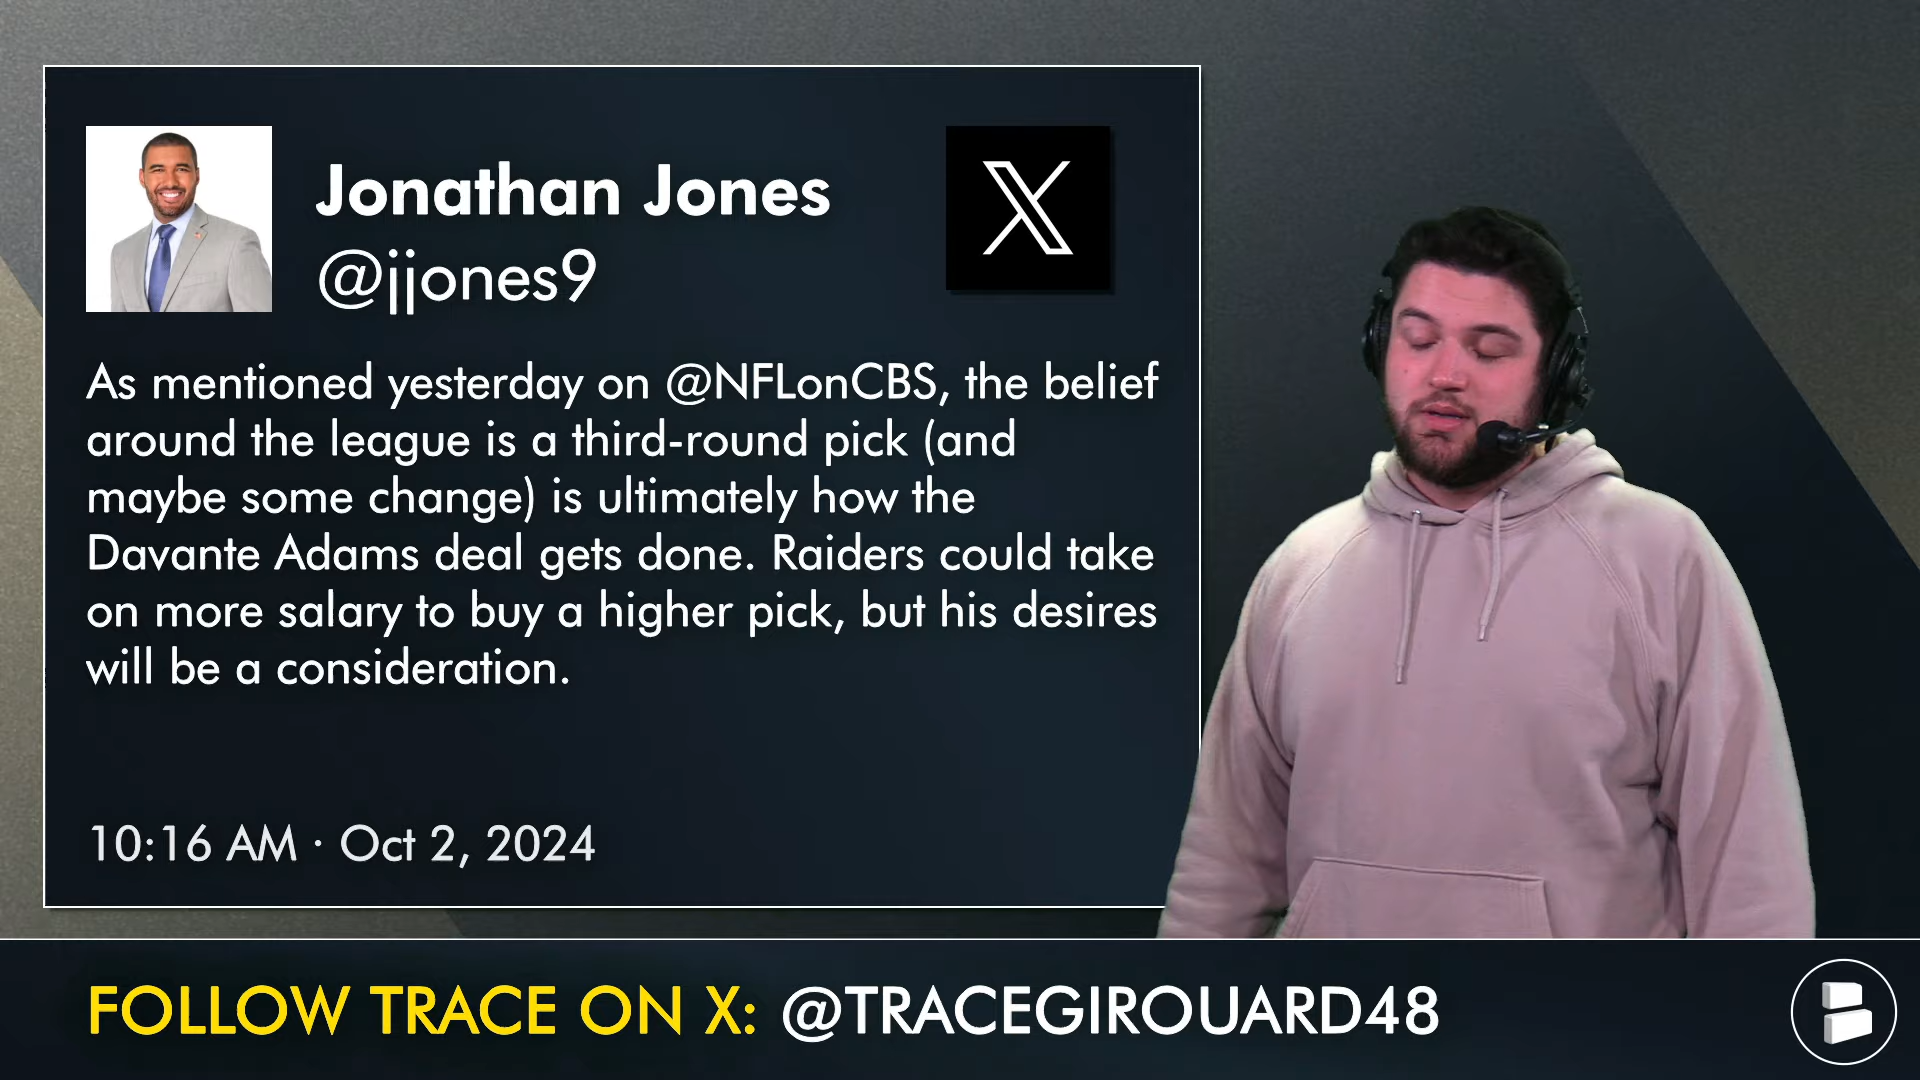 Jonathan Jones
@jjones9
As mentioned yesterday on @NFLonCBS, the belief
around the league is a third-round pick (and
maybe some change) is ultimately how the
Davante Adams deal gets done. Raiders could take
on more salary to buy a higher pick, but his desires
will be a consideration.
10:16 AM · Oct 2, 2024
FOLLOW TRACE ON X: @TRACEGIROUARD48